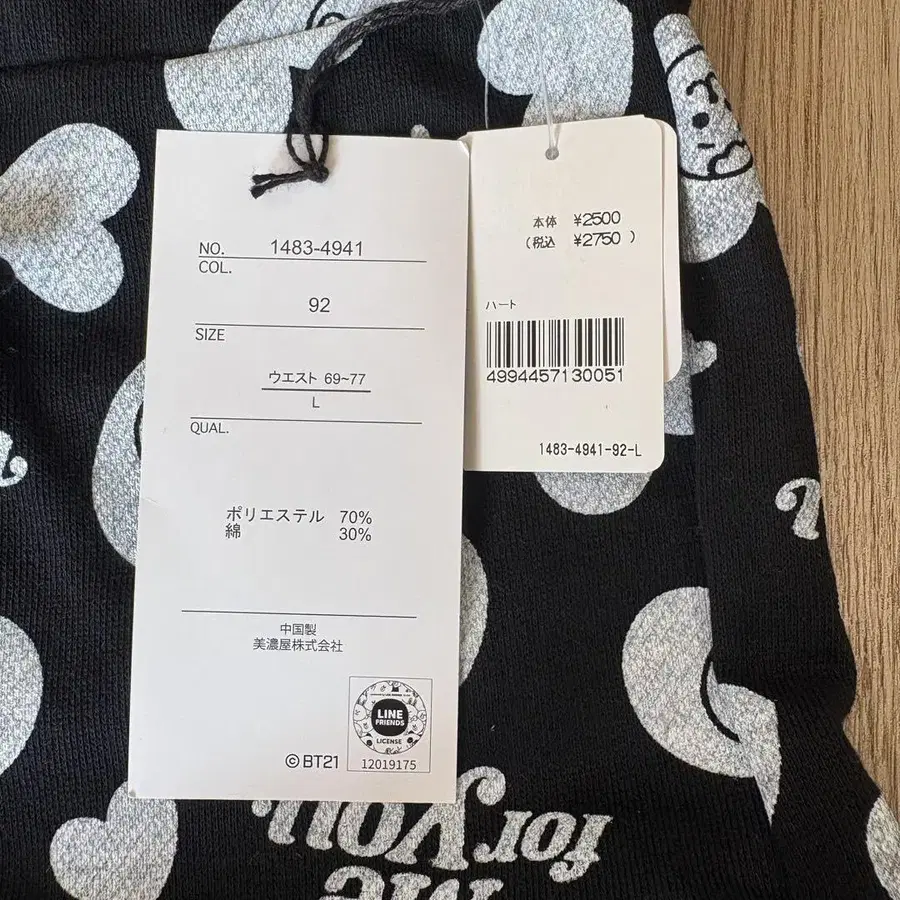 NO. 1483-4941
COL.
92
SIZE
ウエスト 69~77
L
QUAL.
ポリエステル 70%
綿 30%
中国製
美濃屋株式会社
LINE
FRIENDS
LICENSE
©BT21
12019175
本体 ¥2500
(税込 ¥2750 )
ハート
4994457130051
1483-4941-92-L
for you.
Me